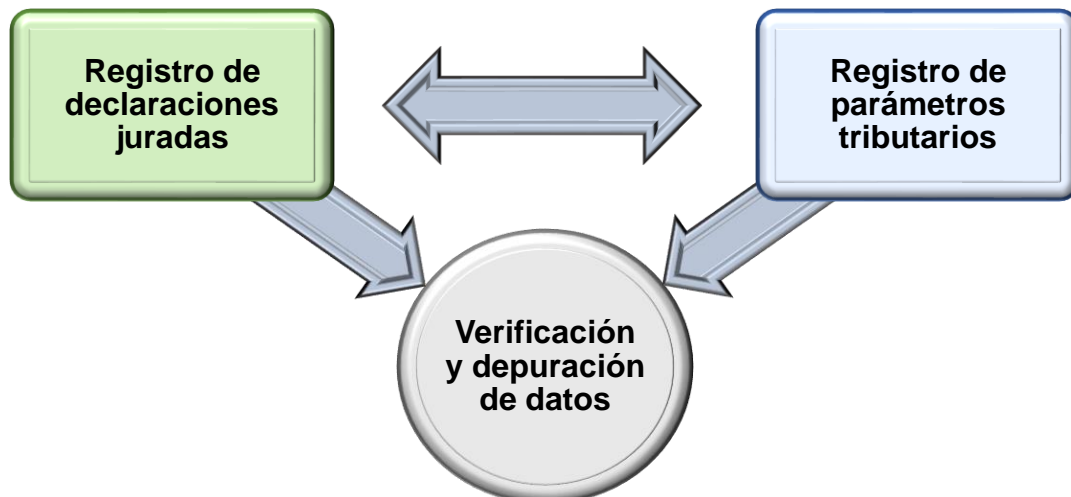 Registro de
declaraciones
juradas
Registro de
parámetros
tributarios
Verificación
y depuración
de datos